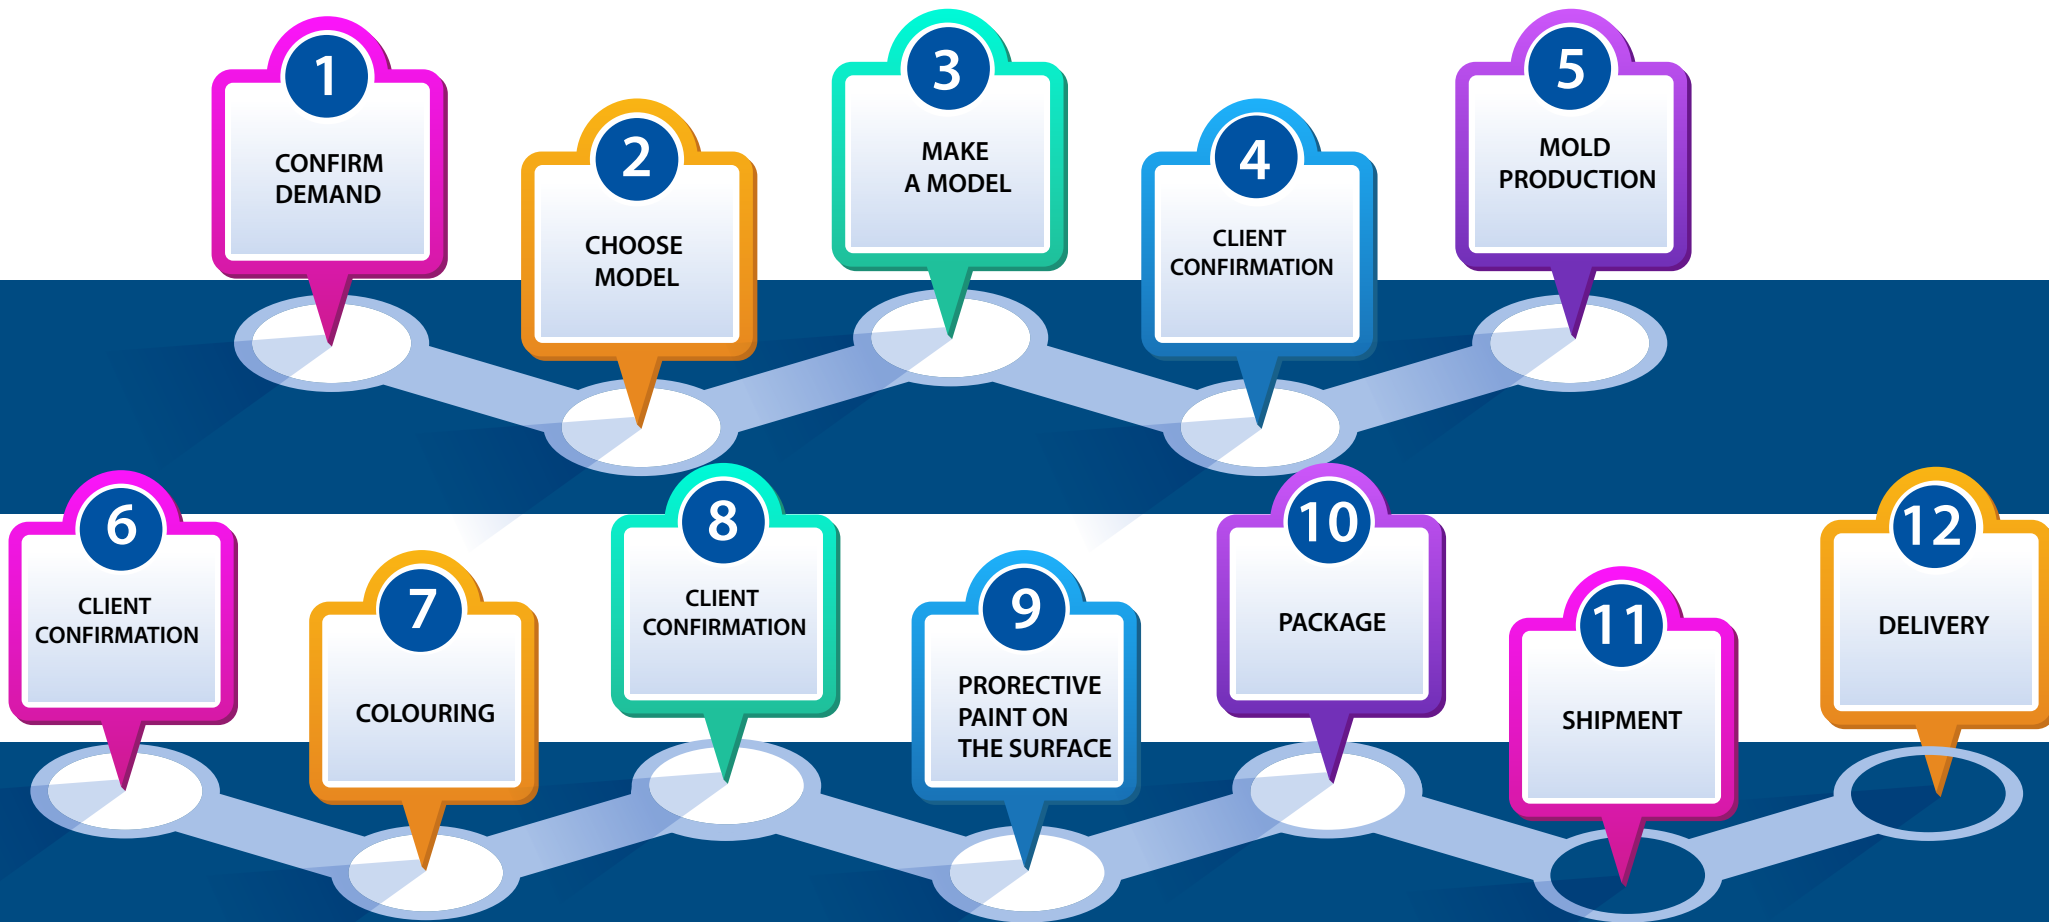 1
CONFIRM
DEMAND
2
CHOOSE
MODEL
3
MAKE
A MODEL
4
CLIENT
CONFIRMATION
5
MOLD
PRODUCTION
6
CLIENT
CONFIRMATION
7
COLOURING
8
CLIENT
CONFIRMATION
9
PRORECTIVE
PAINT ON
THE SURFACE
10
PACKAGE
11
SHIPMENT
12
DELIVERY